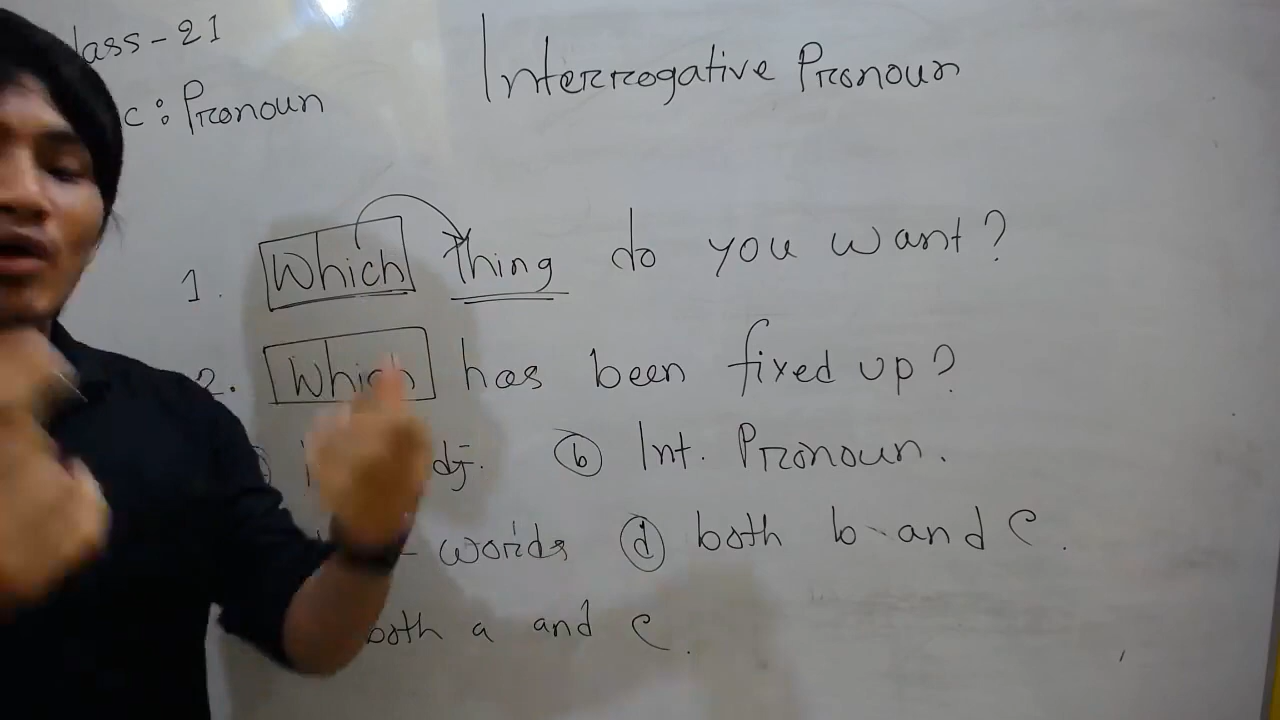 lass-21
c: Pronoun
Interrogative Pronoun
1. Which thing do you want?
2. Which has been fixed up?
dj. b Int. Pronoun.
- words d both b and c.
both a and c.